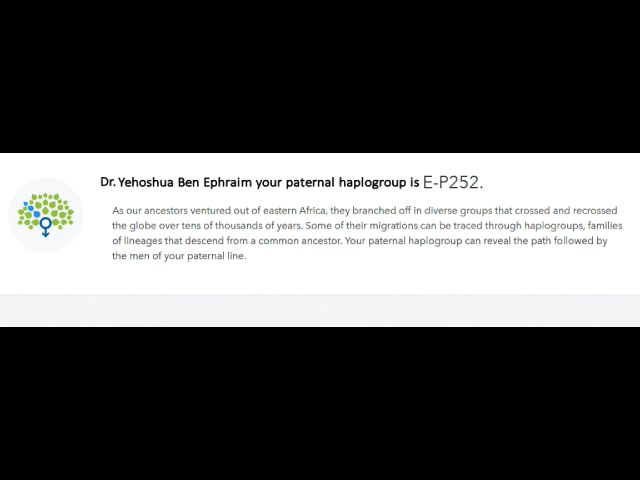 Dr. Yehoshua Ben Ephraim your paternal haplogroup is E-P252.
As our ancestors ventured out of eastern Africa, they branched off in diverse groups that crossed and recrossed
the globe over tens of thousands of years. Some of their migrations can be traced through haplogroups, families
of lineages that descend from a common ancestor. Your paternal haplogroup can reveal the path followed by
the men of your paternal line.